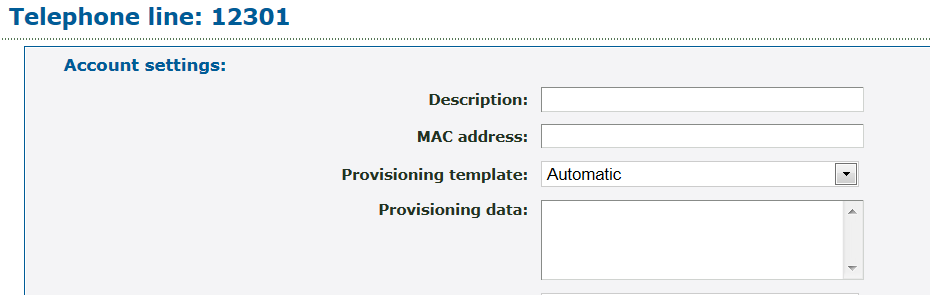 Telephone line: 12301
Account settings:
Description:
MAC address:
Provisioning template: Automatic
Provisioning data: